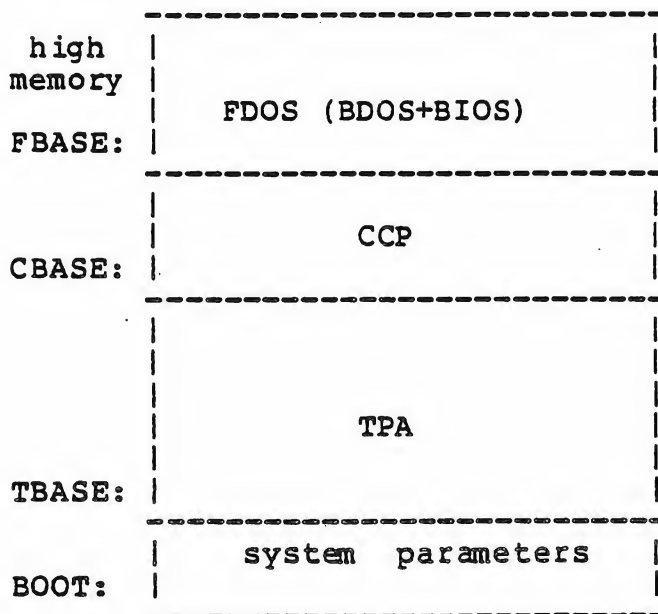 high
memory
FDOS (BDOS+BIOS)
FBASE:
CCP
CBASE:
TPA
TBASE:
system parameters
BOOT: